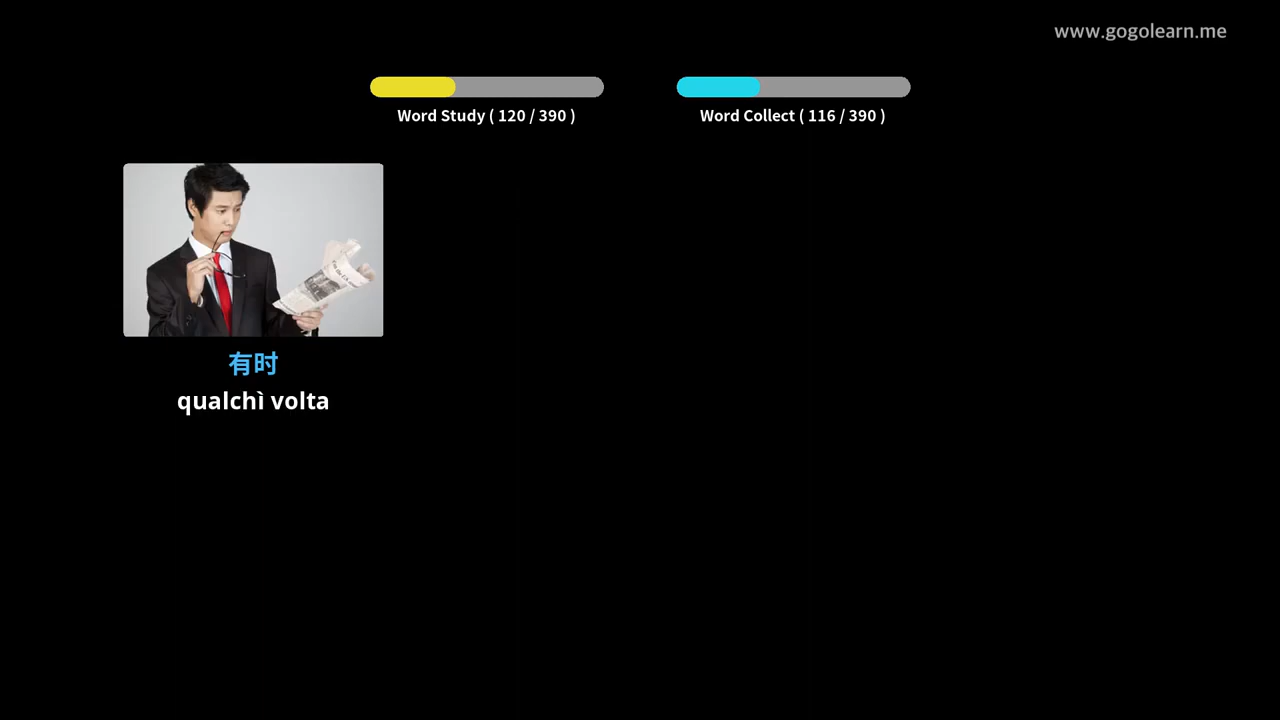 www.gogolearn.me
Word Study ( 120 / 390 )
Word Collect ( 116 / 390 )
有时
qualchì volta